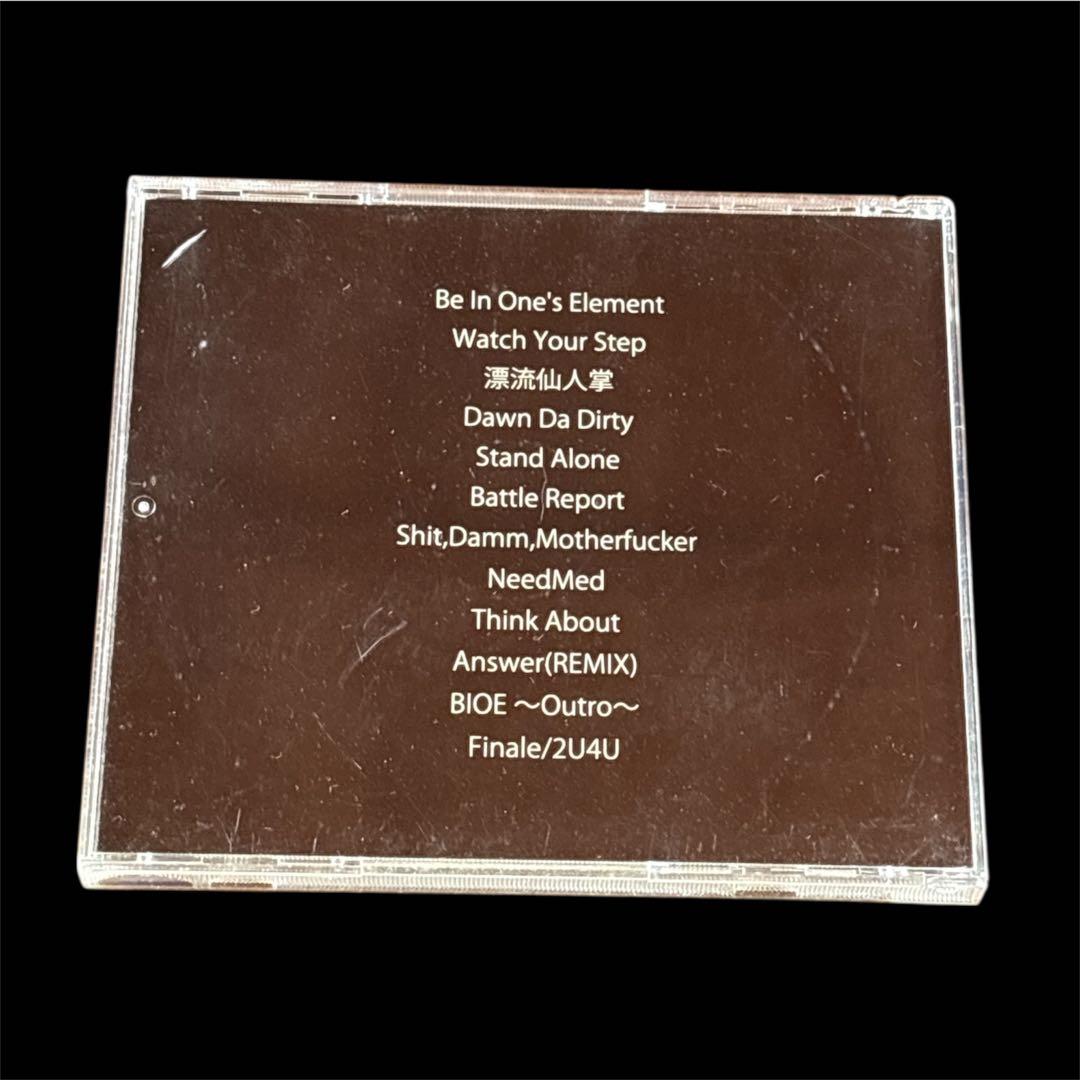 Be In One's Element
Watch Your Step
漂流仙人掌
Dawn Da Dirty
Stand Alone
Battle Report
Shit,Damm,Motherfucker
NeedMed
Think About
Answer(REMIX)
BIOE ～Outro～
Finale/2U4U